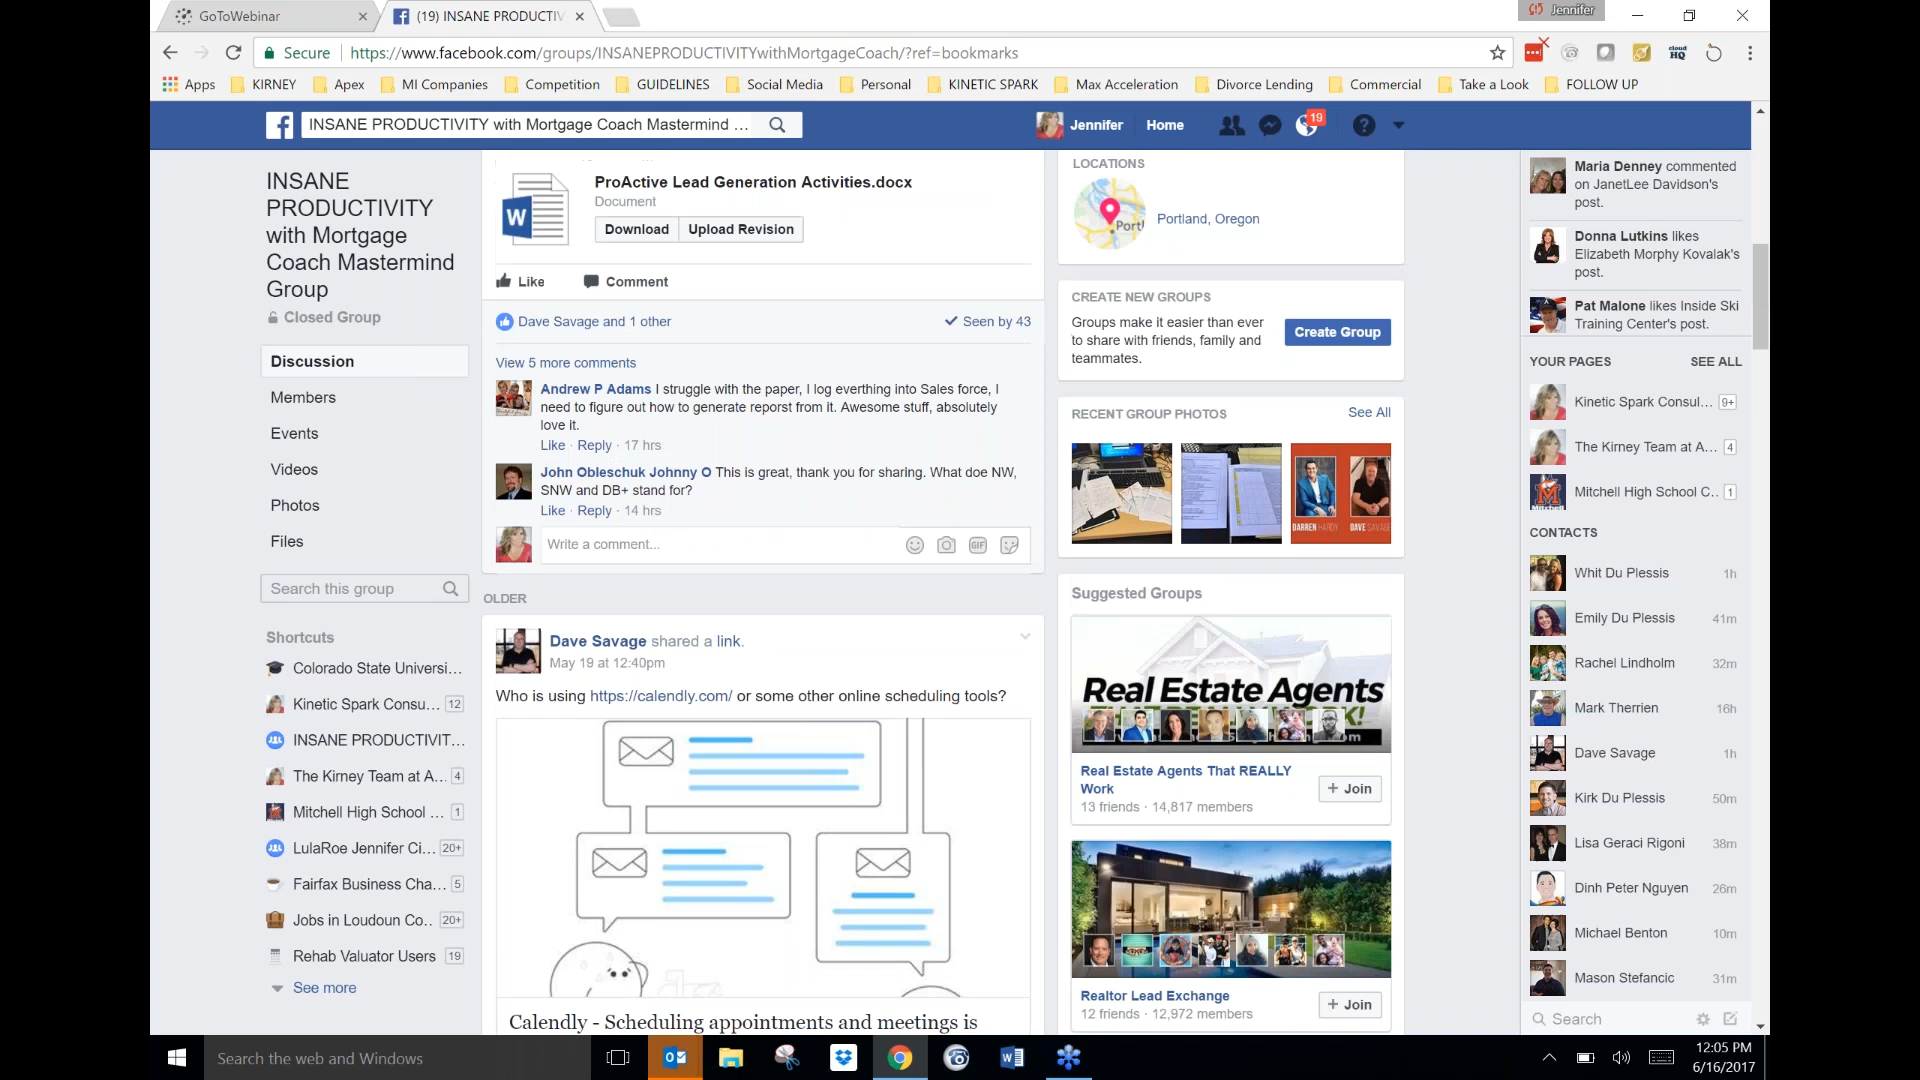 GoToWebinar
(19) INSANE PRODUCTIV
Jennifer
Secure
https://www.facebook.com/groups/INSANEPRODUCTIVITYwithMortgageCoach/?ref=bookmarks
cloud
HQ
Apps
KIRNEY
Apex
MI Companies
Competition
GUIDELINES
Social Media
Personal
KINETIC SPARK
Max Acceleration
Divorce Lending
Commercial
Take a Look
FOLLOW UP
INSANE PRODUCTIVITY with Mortgage Coach Mastermind ...
Jennifer
Home
19
INSANE
PRODUCTIVITY
with Mortgage
Coach Mastermind
Group
Closed Group
Discussion
Members
Events
Videos
Photos
Files
Search this group
Shortcuts
Colorado State Universi...
Kinetic Spark Consu... 12
INSANE PRODUCTIVIT...
The Kirney Team at A... 4
Mitchell High School ... 1
LulaRoe Jennifer Ci... 20+
Fairfax Business Cha... 5
Jobs in Loudoun Co... 20+
Rehab Valuator Users 19
See more
W
ProActive Lead Generation Activities.docx
Document
Download
Upload Revision
Like
Comment
Dave Savage and 1 other
Seen by 43
View 5 more comments
Andrew P Adams I struggle with the paper, I log everthing into Sales force, I
need to figure out how to generate reporst from it. Awesome stuff, absolutely
love it.
Like · Reply · 17 hrs
John Obleschuk Johnny O This is great, thank you for sharing. What doe NW,
SNW and DB+ stand for?
Like · Reply · 14 hrs
Write a comment...
GIF
OLDER
Dave Savage shared a link.
May 19 at 12:40pm
Who is using https://calendly.com/ or some other online scheduling tools?
Calendly - Scheduling appointments and meetings is
LOCATIONS
Portl
Portland, Oregon
CREATE NEW GROUPS
Groups make it easier than ever
to share with friends, family and
teammates.
Create Group
RECENT GROUP PHOTOS
See All
DARREN HARDY
DAVE SAVAGE
Suggested Groups
Real Estate Agents
THAT REALLY WORK!
Real Estate Agents That REALLY
Work
13 friends · 14,817 members
+ Join
Realtor Lead Exchange
12 friends · 12,972 members
+ Join
Maria Denney commented
on JanetLee Davidson's
post.
Donna Lutkins likes
Elizabeth Morphy Kovalak's
post.
Pat Malone likes Inside Ski
Training Center's post.
YOUR PAGES
SEE ALL
Kinetic Spark Consul... 9+
The Kirney Team at A... 4
Mitchell High School C... 1
CONTACTS
Whit Du Plessis 1h
Emily Du Plessis 41m
Rachel Lindholm 32m
Mark Therrien 16h
Dave Savage 1h
Kirk Du Plessis 50m
Lisa Geraci Rigoni 38m
Dinh Peter Nguyen 26m
Michael Benton 10m
Mason Stefancic 31m
Search
Search the web and Windows
12:05 PM
6/16/2017